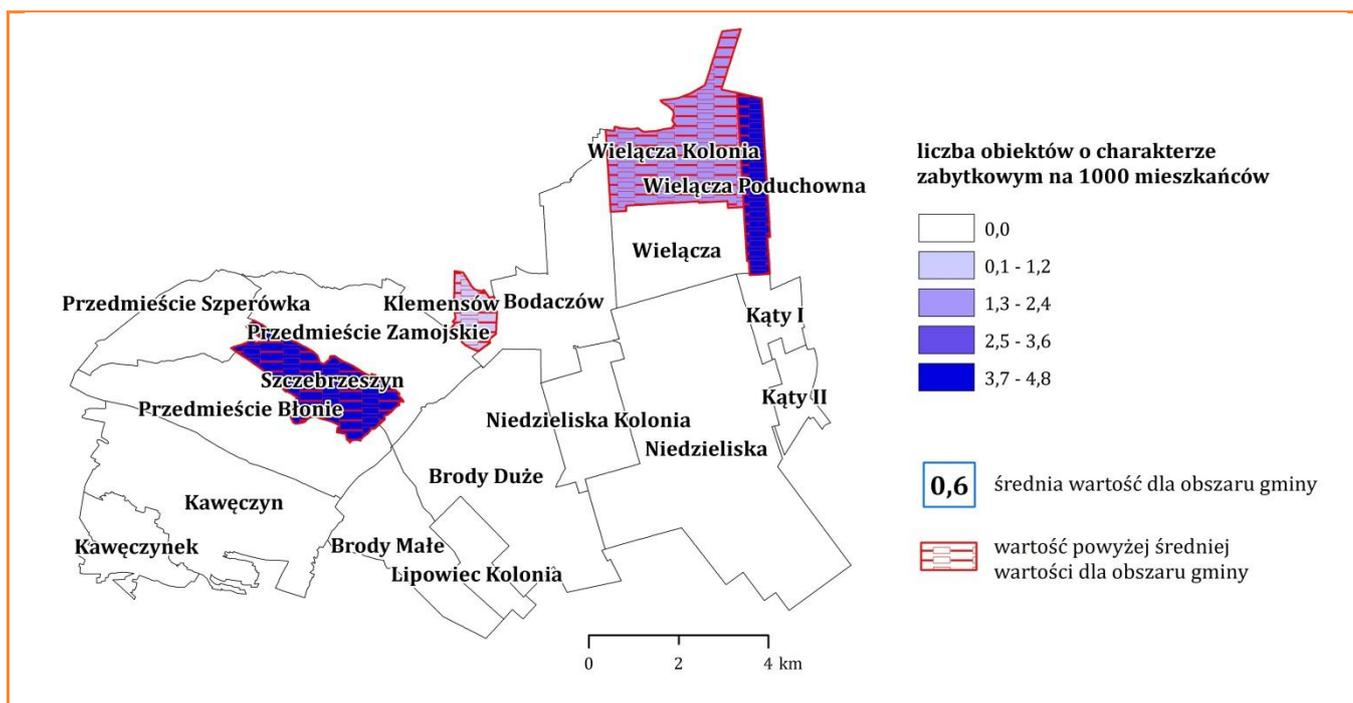 Wielącza Kolonia
Wielącza Poduchowna
Wielącza
Przedmieście Szperówka
Klemensów
Bodaczów
Kąty I
Przedmieście Zamojskie
Szczebrzeszyn
Przedmieście Błonie
Kąty II
Niedzieliska Kolonia
Niedzieliska
Brody Duże
Kawęczyn
Kawęczynek
Brody Małe
Lipowiec Kolonia
0 2 4 km
liczba obiektów o charakterze
zabytkowym na 1000 mieszkańców
0,0
0,1 - 1,2
1,3 - 2,4
2,5 - 3,6
3,7 - 4,8
0,6 średnia wartość dla obszaru gminy
wartość powyżej średniej
wartości dla obszaru gminy